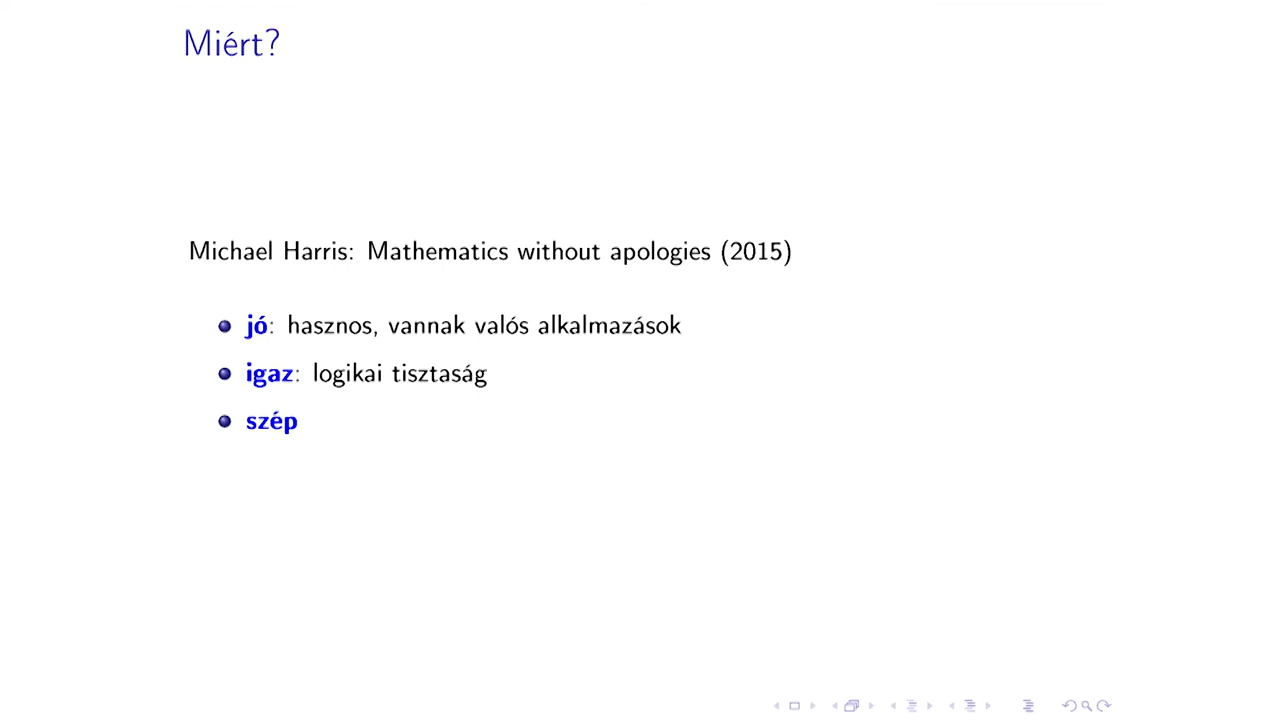 Miért?
Michael Harris: Mathematics without apologies (2015)
jó: hasznos, vannak valós alkalmazások
igaz: logikai tisztaság
szép